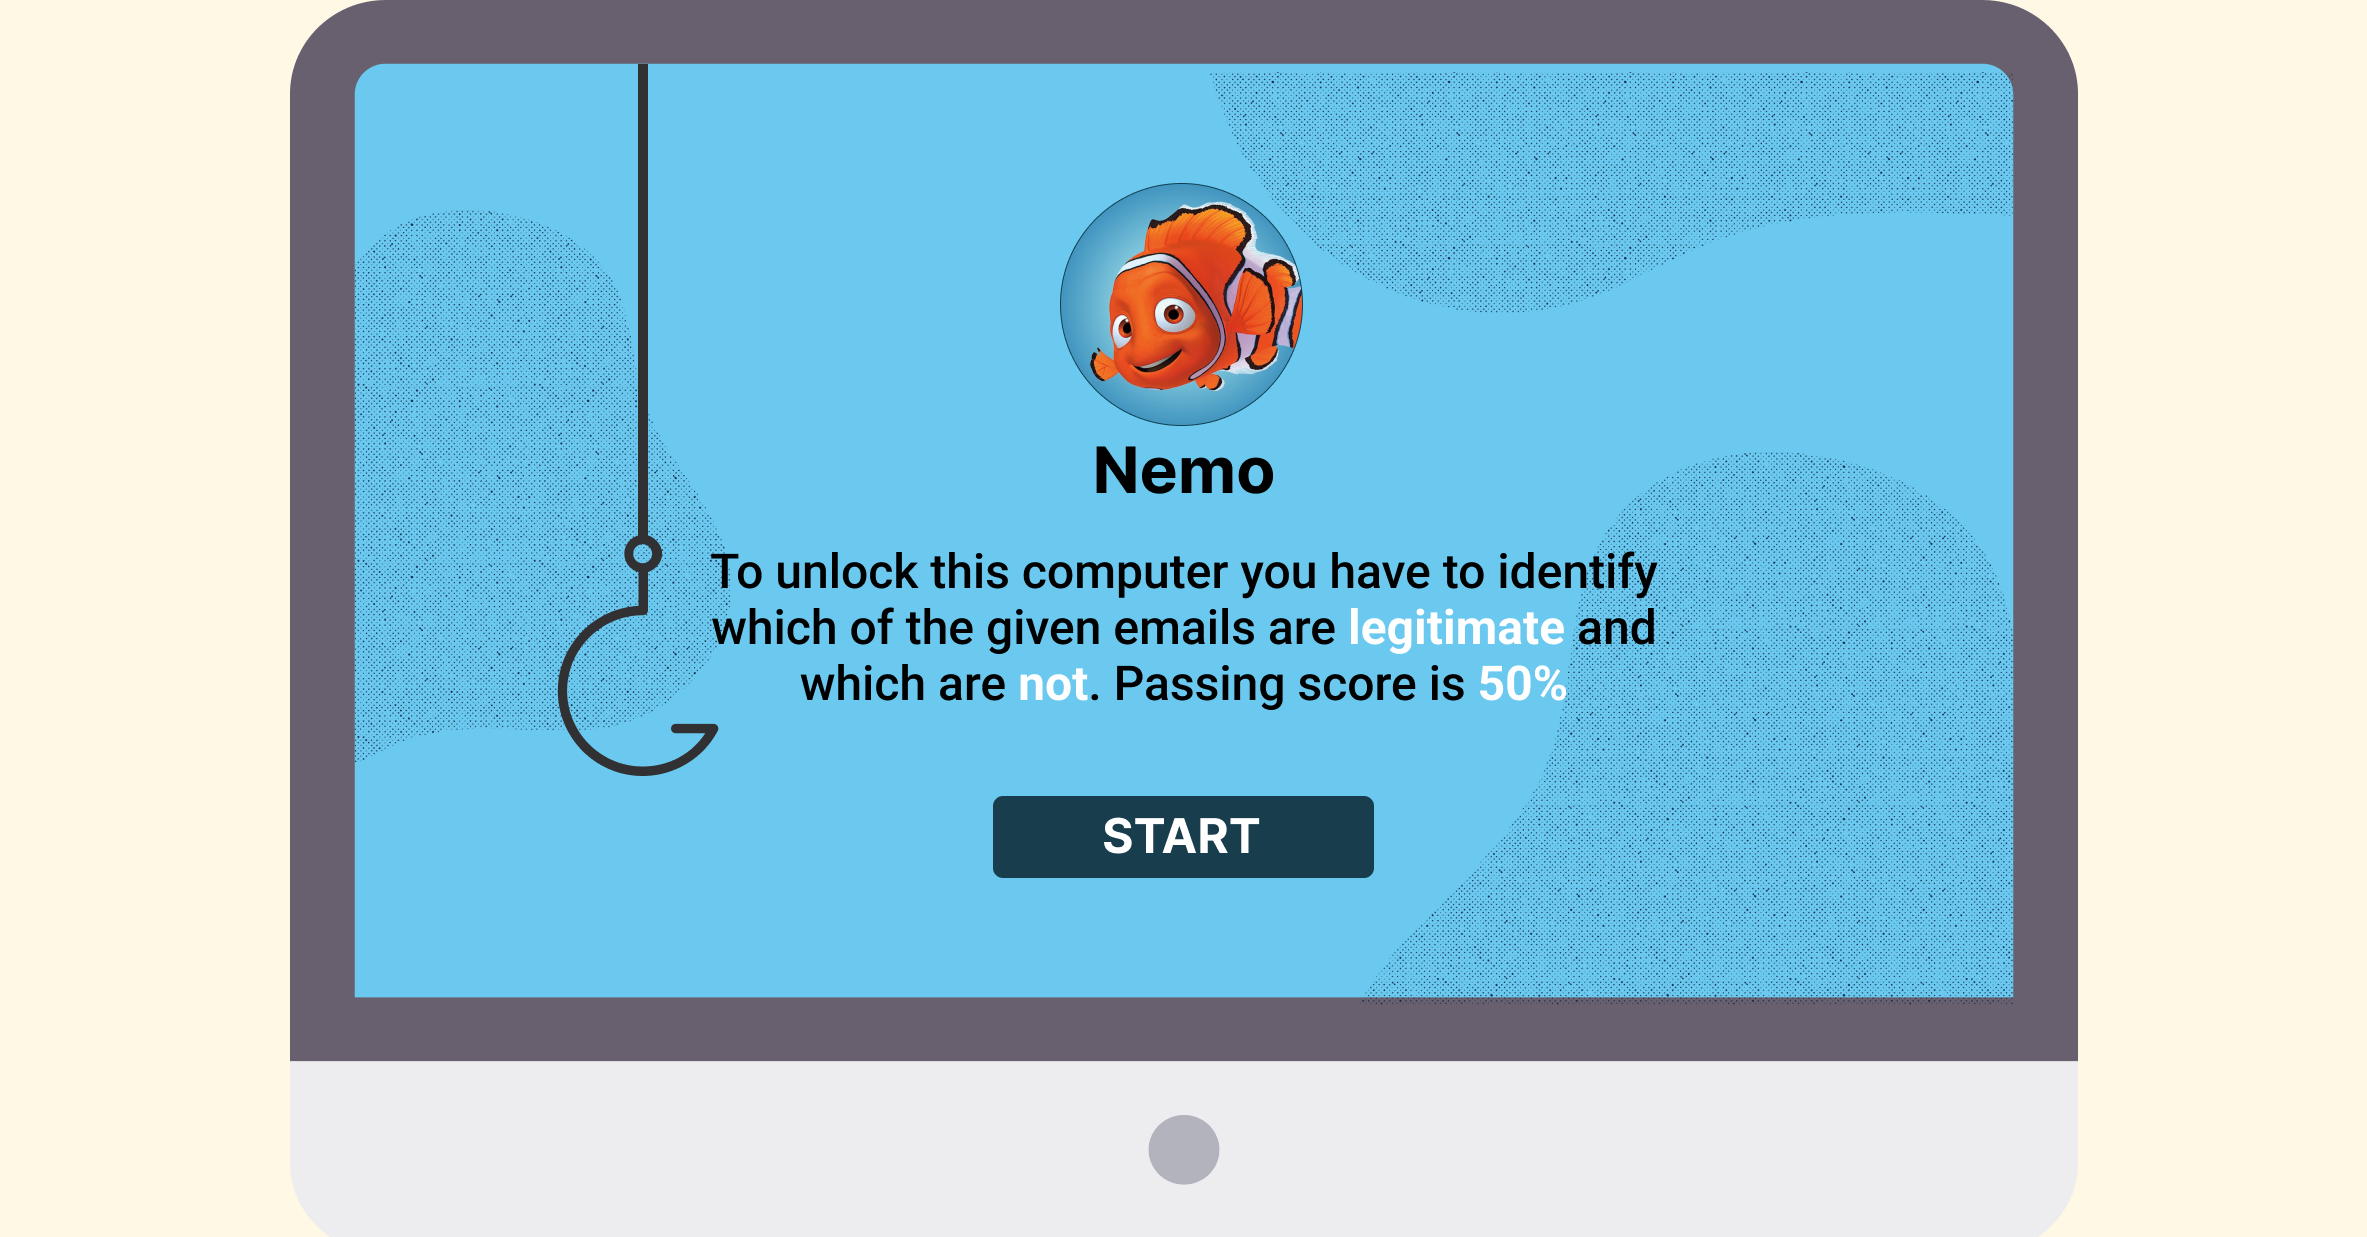 Nemo
To unlock this computer you have to identify
which of the given emails are legitimate and
which are not. Passing score is 50%
START